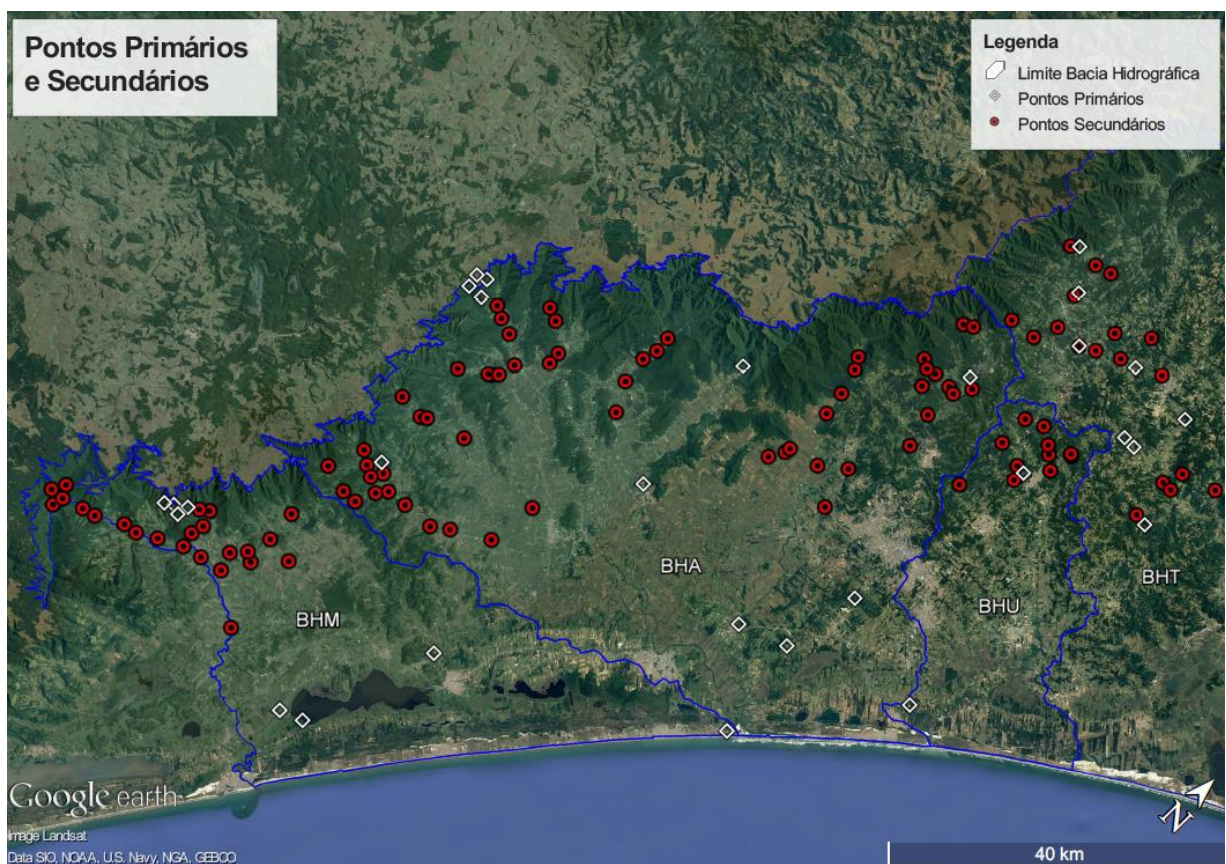 Pontos Primários
e Secundários
Legenda
Limite Bacia Hidrográfica
Pontos Primários
Pontos Secundários
BHA
BHT
BHU
BHM
Google earth
Image Landsat
Data SIO, NOAA, U.S. Navy, NGA, GEBCO
N
40 km